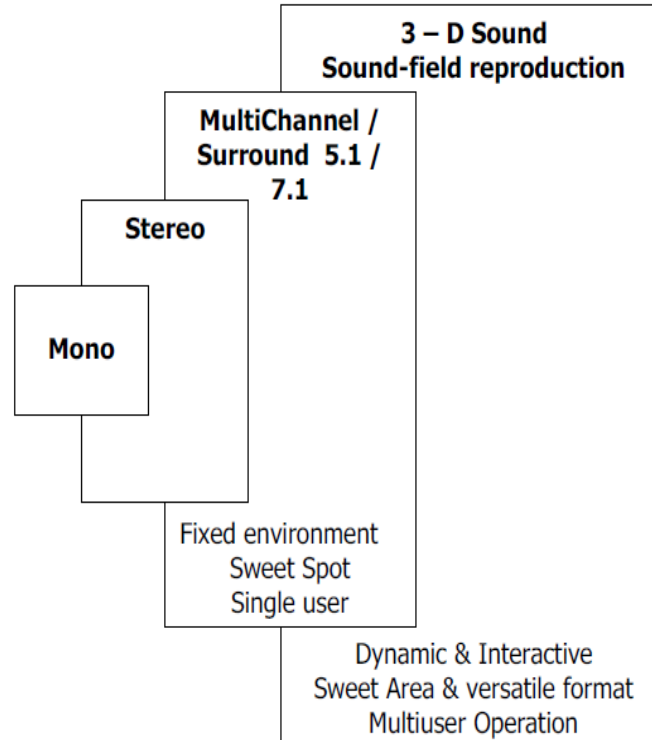 3 – D Sound
Sound-field reproduction
MultiChannel /
Surround 5.1 /
7.1
Stereo
Mono
Fixed environment
Sweet Spot
Single user
Dynamic & Interactive
Sweet Area & versatile format
Multiuser Operation